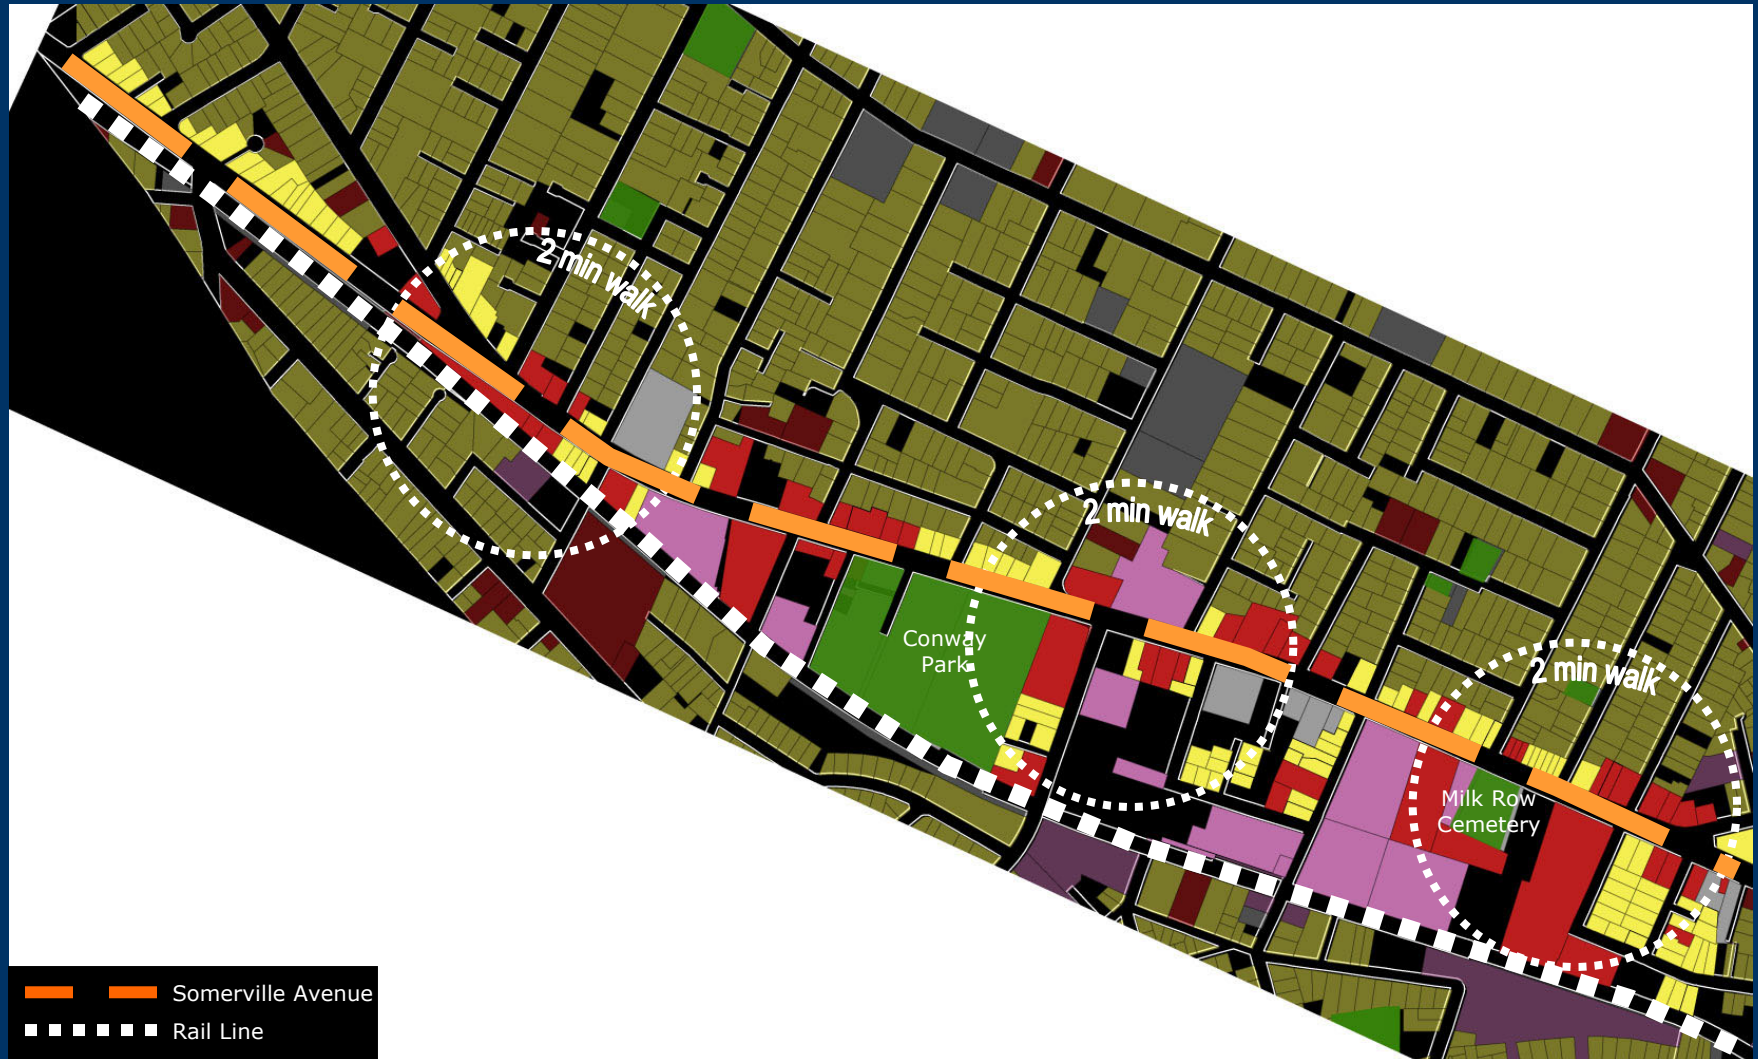 2 min walk
2 min walk
Conway
Park
2 min walk
Milk Row
Cemetery
Somerville Avenue
Rail Line